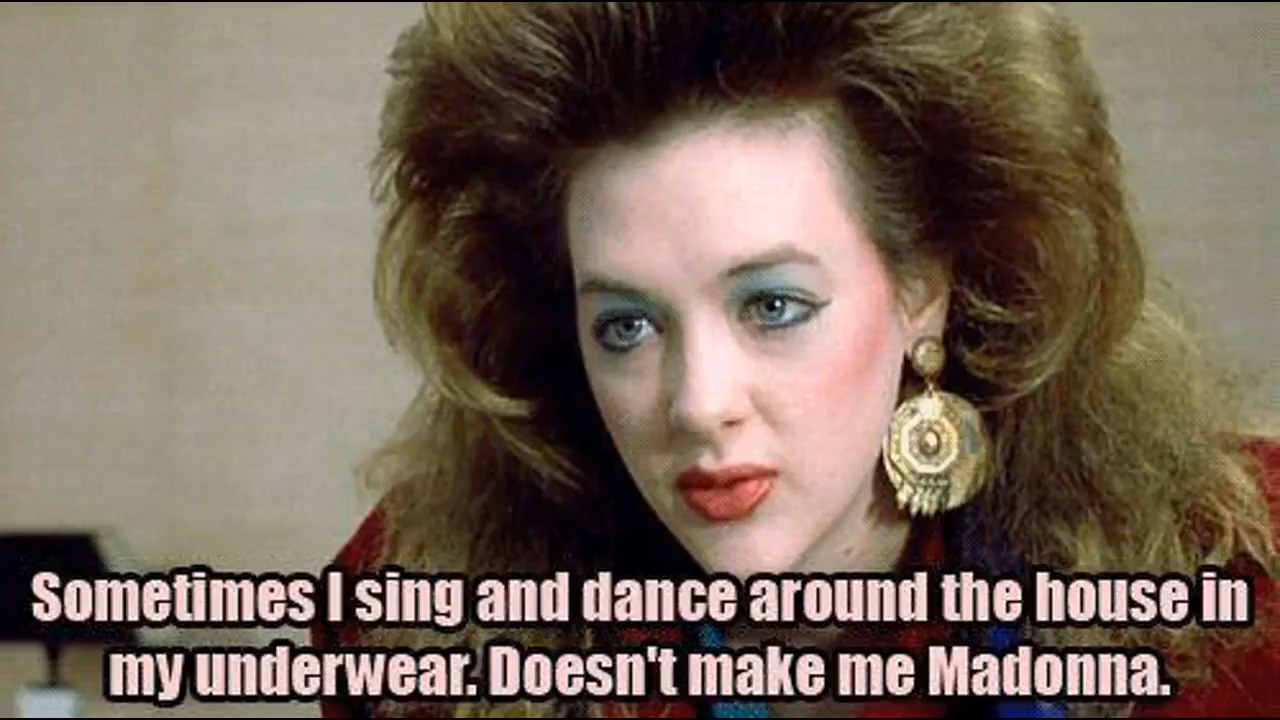 Sometimes I sing and dance around the house in
my underwear. Doesn't make me Madonna.